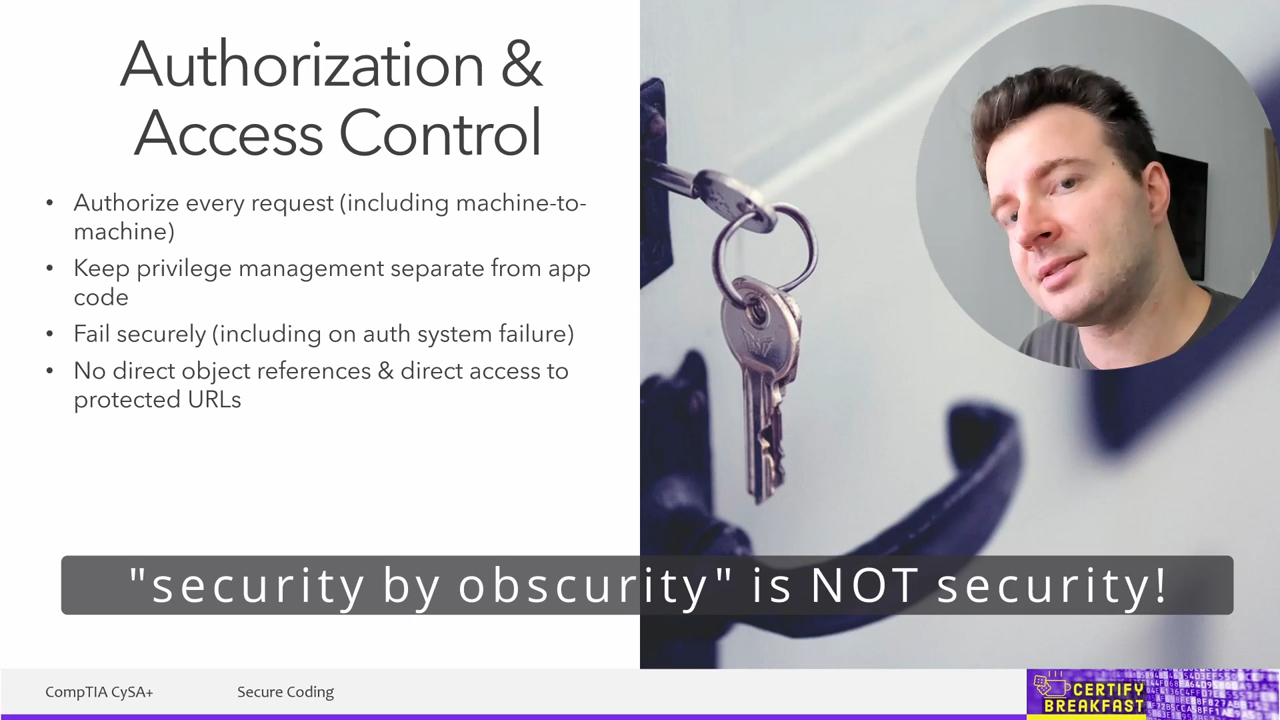 Authorization &
Access Control
• Authorize every request (including machine-to-
machine)
• Keep privilege management separate from app
code
• Fail securely (including on auth system failure)
• No direct object references & direct access to
protected URLs
"security by obscurity" is NOT security!
CompTIA CySA+
Secure Coding
CERTIFY
BREAKFAST